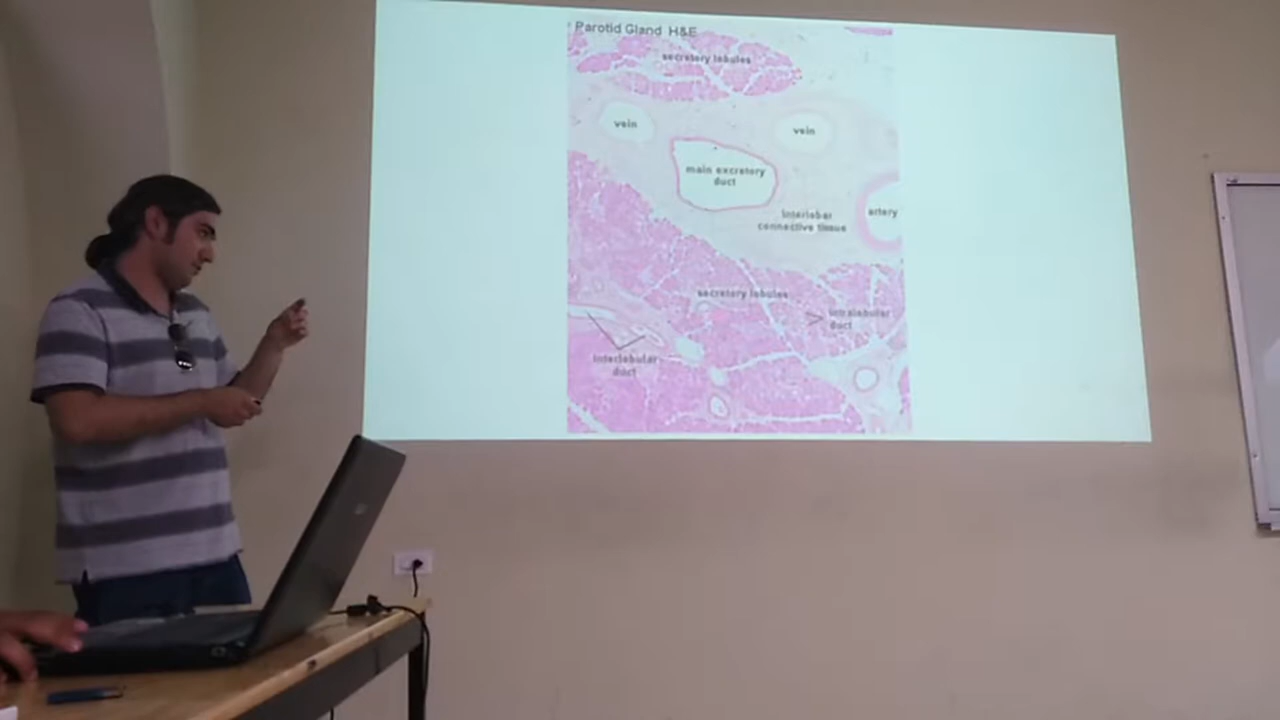 Parotid Gland H&E
secretory lobules
vein
vein
main excretory
duct
artery
Interlobar
connective tissue
secretory lobules
Intralobular
duct
Interlobular
duct